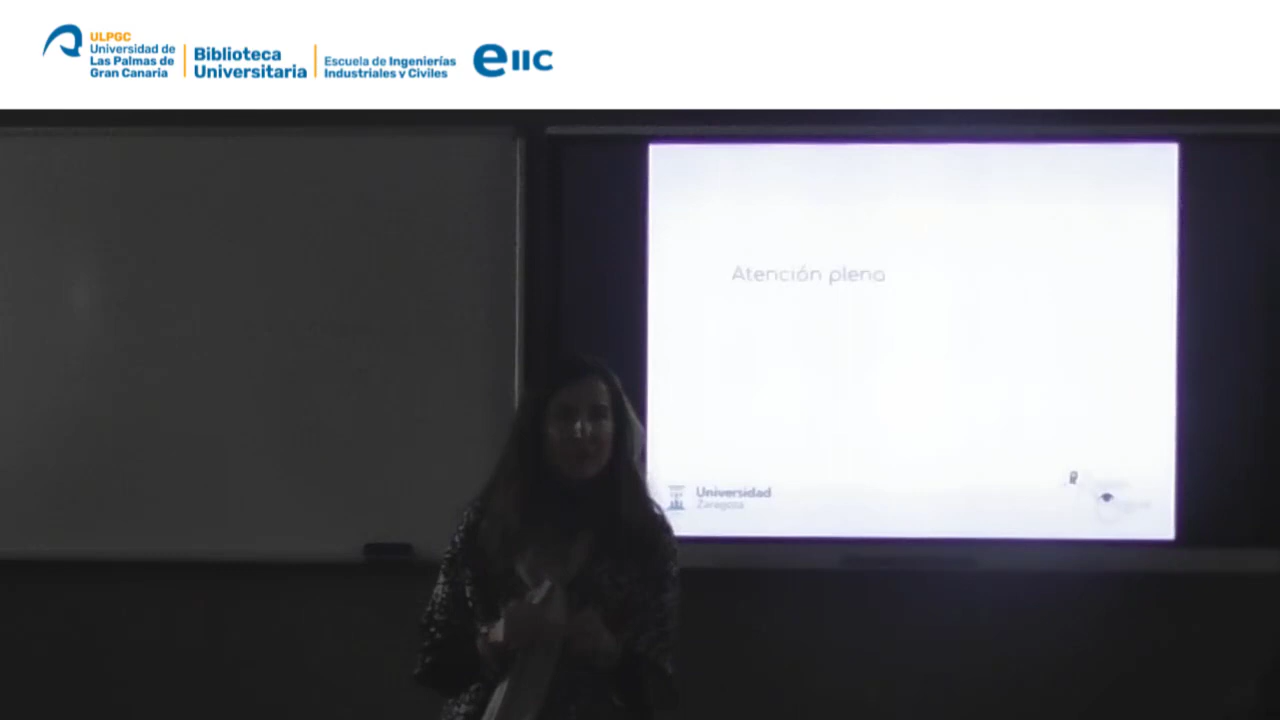 ULPGC
Universidad de
Las Palmas de
Gran Canaria
Biblioteca
Universitaria
Escuela de Ingenierías
Industriales y Civiles
eiic
Atención plena
Universidad
Zaragoza